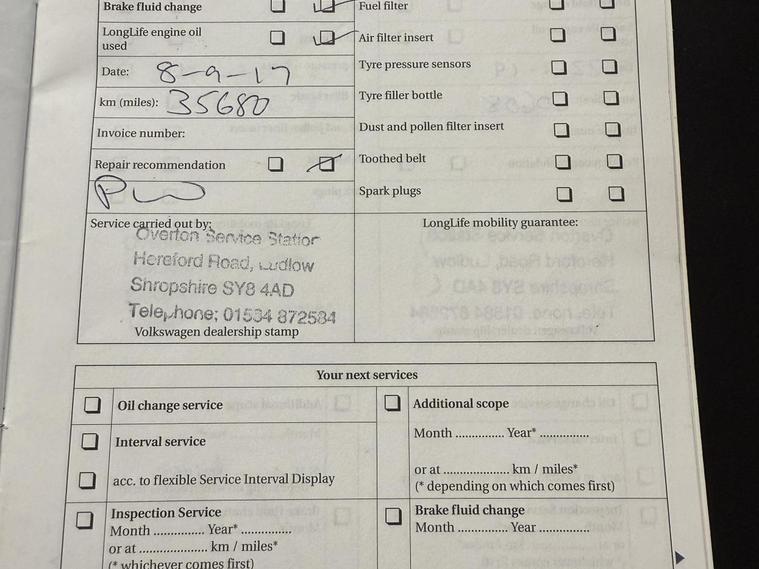 Brake fluid change
Fuel filter
LongLife engine oil
used
Air filter insert
Date: 8-9-17
Tyre pressure sensors
km (miles): 35680
Tyre filler bottle
Invoice number:
Dust and pollen filter insert
Repair recommendation
Toothed belt
Spark plugs
Service carried out by:
LongLife mobility guarantee:
Overton Service Station
Hereford Road, Ludlow
Shropshire SY8 4AD
Telephone; 01584 872584
Volkswagen dealership stamp
Your next services
Oil change service
Additional scope
Month .............. Year* ..............
Interval service
or at ................... km / miles*
acc. to flexible Service Interval Display
(* depending on which comes first)
Inspection Service
Brake fluid change
Month .............. Year* ..............
Month .............. Year ..............
or at ................... km / miles*
(* whichever comes first)